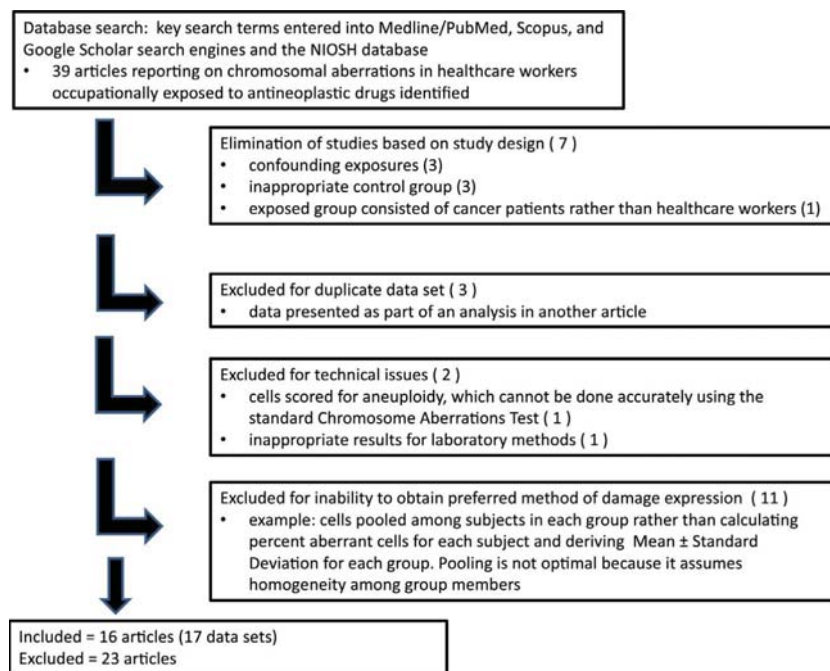 Database search:  key search terms entered into Medline/PubMed, Scopus, and
Google Scholar search engines and the NIOSH database
• 39 articles reporting on chromosomal aberrations in healthcare workers
occupationally exposed to antineoplastic drugs identified
Elimination of studies based on study design ( 7 )
• confounding exposures (3)
• inappropriate control group (3)
• exposed group consisted of cancer patients rather than healthcare workers (1)
Excluded for duplicate data set ( 3 )
• data presented as part of an analysis in another article
Excluded for technical issues ( 2 )
• cells scored for aneuploidy, which cannot be done accurately using the
standard Chromosome Aberrations Test ( 1 )
• inappropriate results for laboratory methods ( 1 )
Excluded for inability to obtain preferred method of damage expression  ( 11 )
• example: cells pooled among subjects in each group rather than calculating
percent aberrant cells for each subject and deriving  Mean ± Standard
Deviation for each group. Pooling is not optimal because it assumes
homogeneity among group members
Included = 16 articles (17 data sets)
Excluded = 23 articles